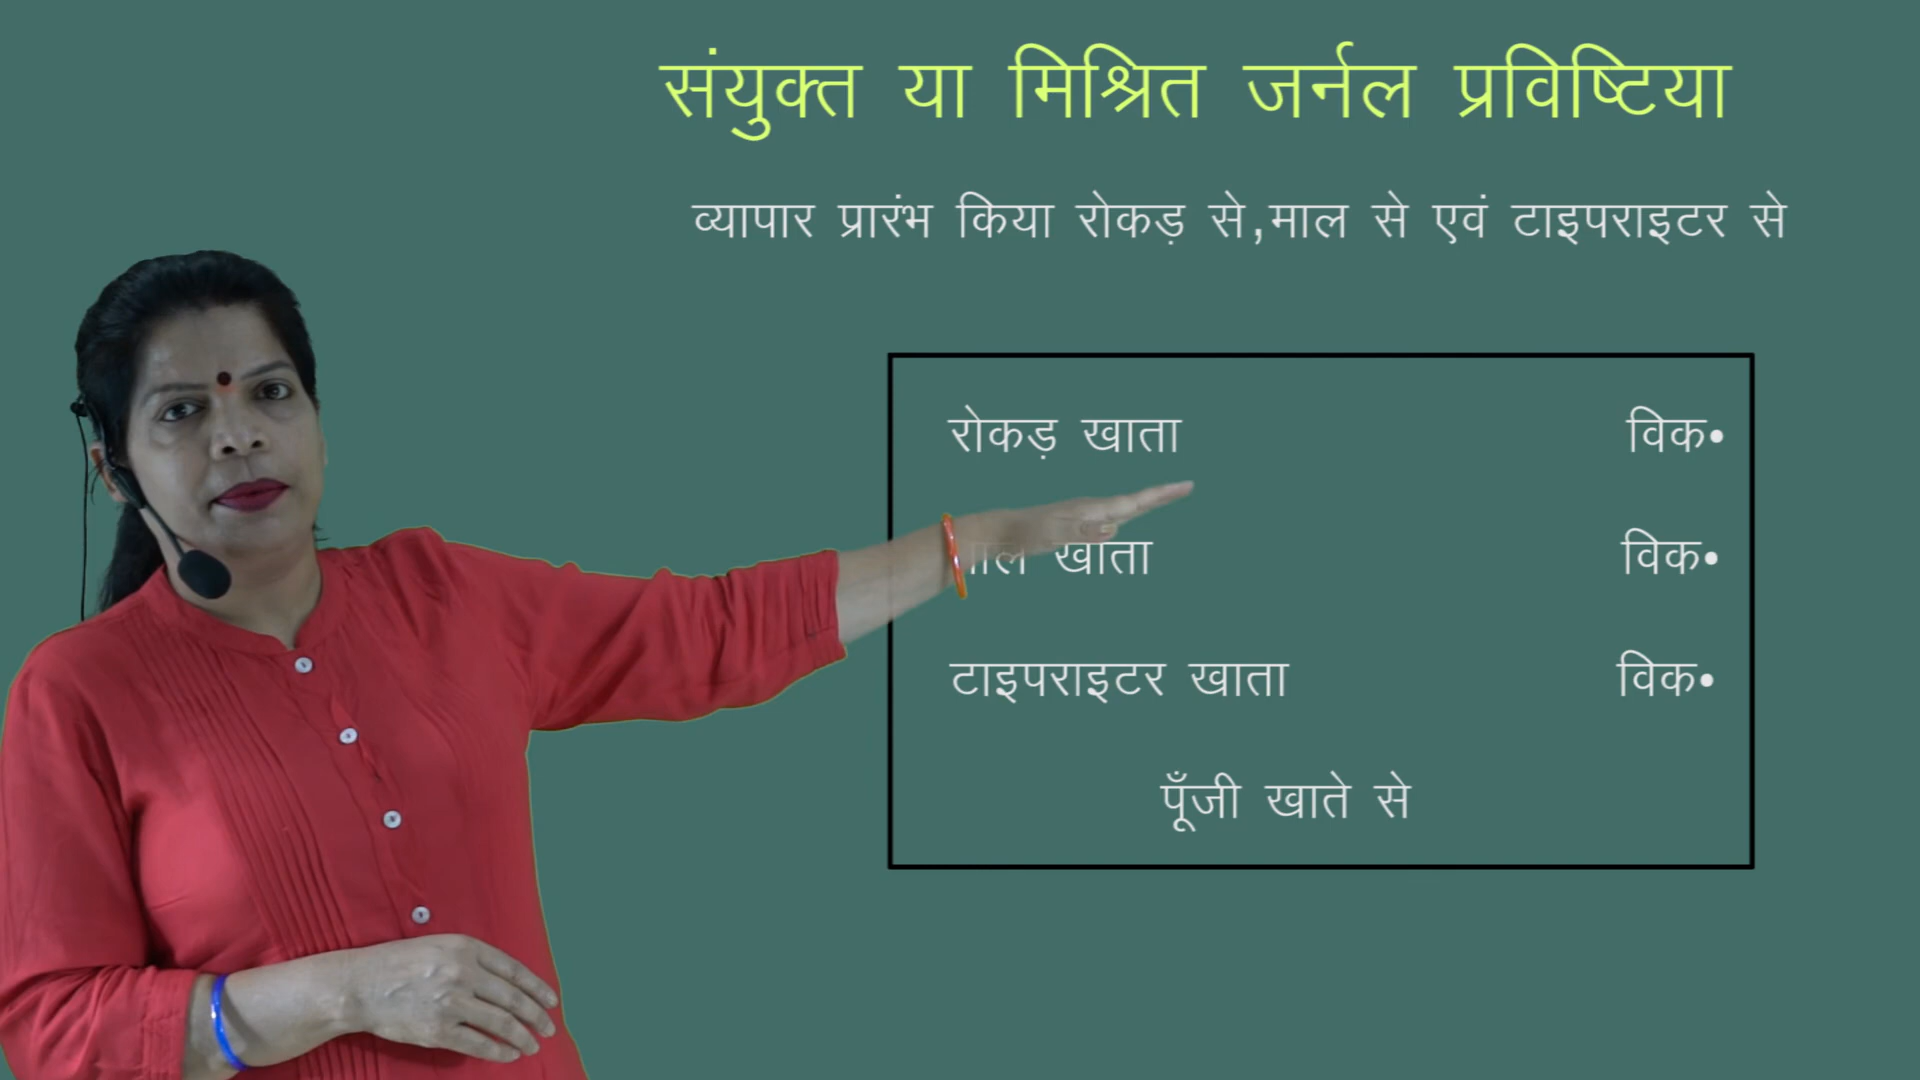 संयुक्त या मिश्रित जर्नल प्रविष्टिया
व्यापार प्रारंभ किया रोकड़ से,माल से एवं टाइपराइटर से
रोकड़ खाता विक•
खाता विक•
टाइपराइटर खाता विक•
पूँजी खाते से